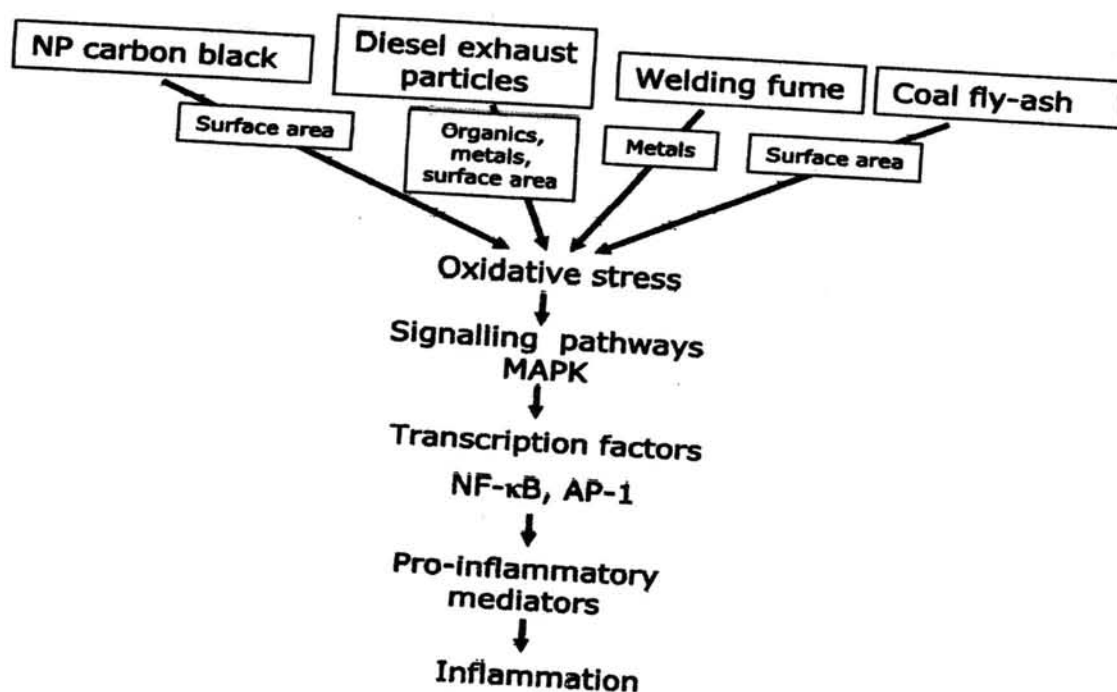 NP carbon black
Diesel exhaust
particles
Welding fume
Coal fly-ash
Surface area
Organics,
metals,
surface area
Metals
Surface area
Oxidative stress
Signalling pathways
MAPK
Transcription factors
NF-κB, AP-1
Pro-inflammatory
mediators
Inflammation